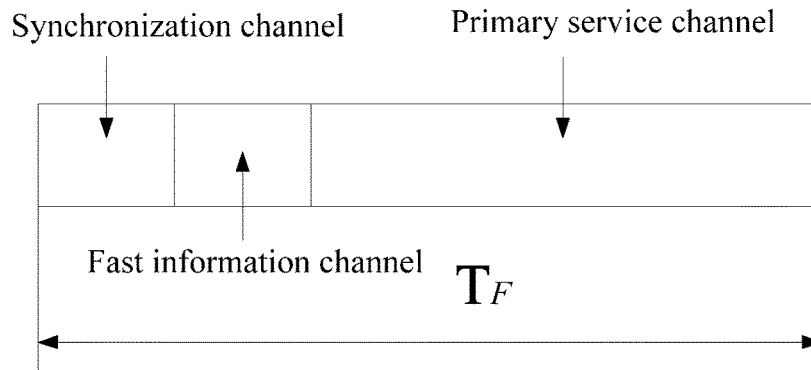 Synchronization channel
Primary service channel
Fast information channel
TF